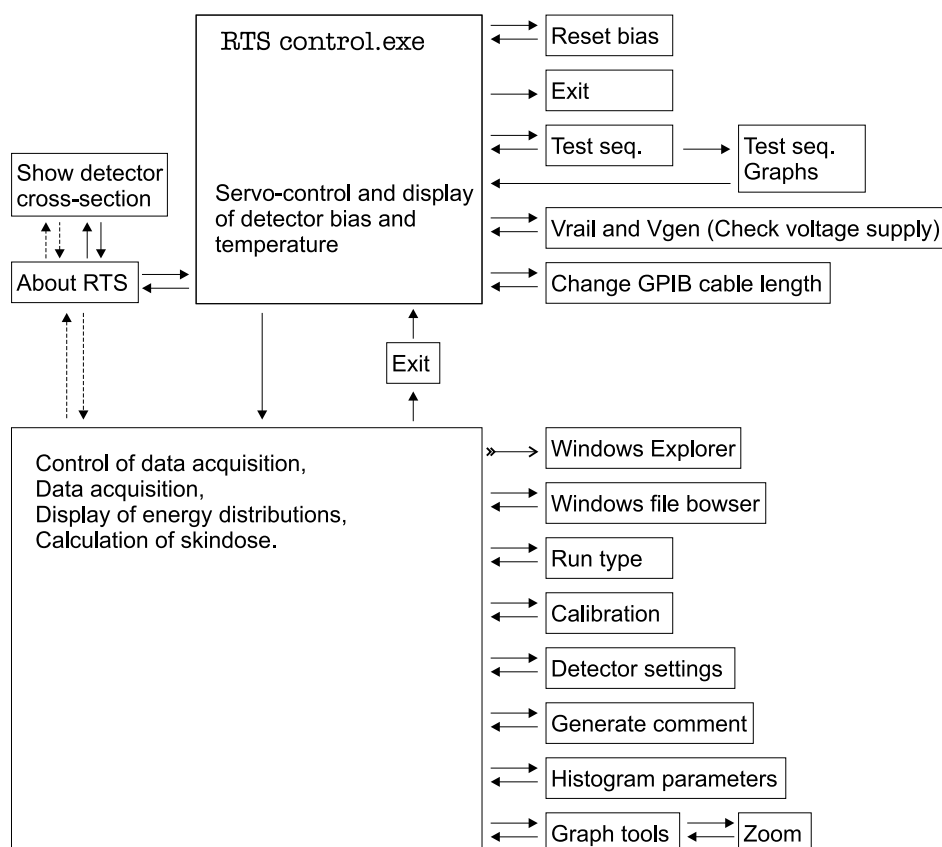 RTS control.exe
Servo-control and display
of detector bias and
temperature
Reset bias
Exit
Test seq.
Test seq.
Graphs
Vrail and Vgen (Check voltage supply)
Change GPIB cable length
Show detector
cross-section
About RTS
Exit
Control of data acquisition,
Data acquisition,
Display of energy distributions,
Calculation of skindose.
Windows Explorer
Windows file bowser
Run type
Calibration
Detector settings
Generate comment
Histogram parameters
Graph tools
Zoom